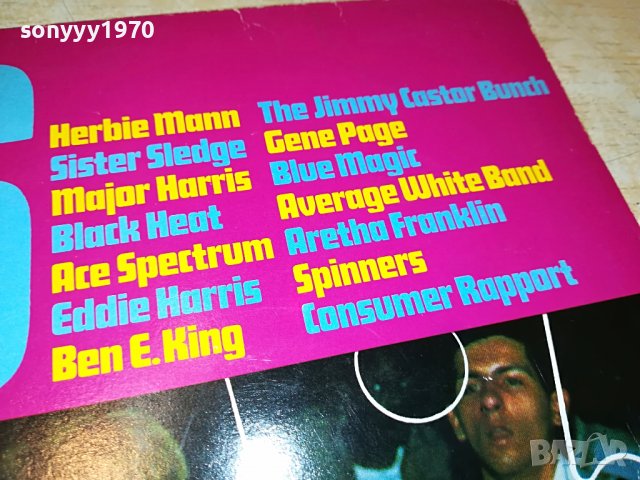 sonyyy1970
Herbie Mann
Sister Sledge
Major Harris
Black Heat
Ace Spectrum
Eddie Harris
Ben E. King
The Jimmy Castor Bunch
Gene Page
Blue Magic
Average White Band
Aretha Franklin
Spinners
Consumer Rapport
BAZAR